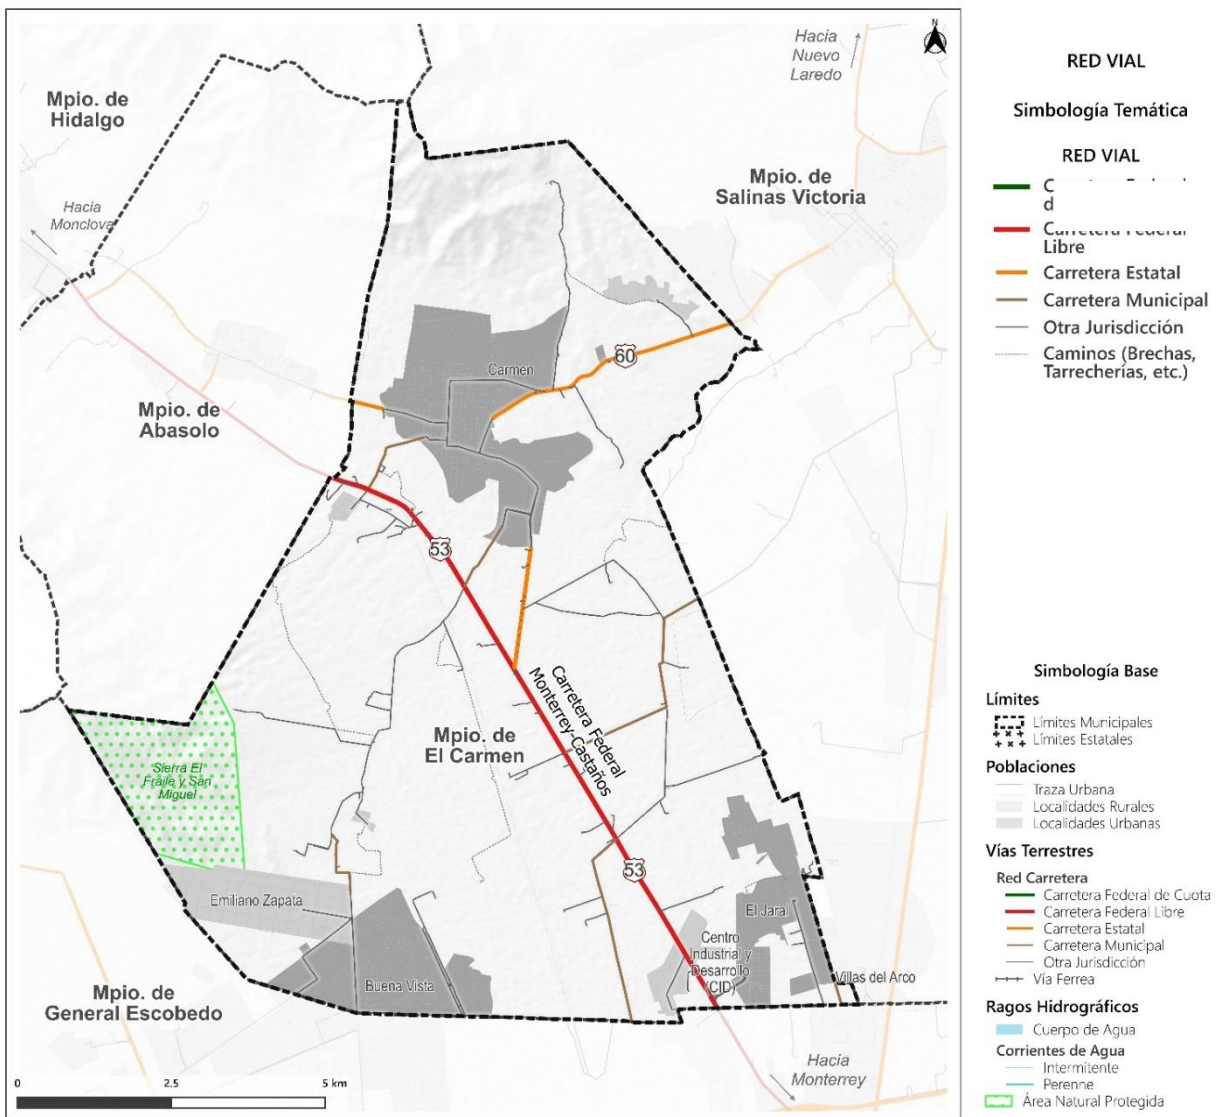 N
Hacia
Nuevo
Laredo
Mpio. de
Hidalgo
Mpio. de
Salinas Victoria
Hacia
Monclova
60
Carmen
Mpio. de
Abasolo
53
Carretera Federal
Monterrey-Castaños
Mpio. de
El Carmen
Sierra El
Fraile y San
Miguel
53
Emiliano Zapata
El Jaral
Centro
Industrial y
Desarrollo
(CID)
Villas del Arco
Buena Vista
Mpio. de
General Escobedo
Hacia
Monterrey
0 2.5 5 km
RED VIAL
Simbología Temática
RED VIAL
d
Carretera Federal
Libre
Carretera Estatal
Carretera Municipal
Otra Jurisdicción
Caminos (Brechas,
Tarrecherías, etc.)
Simbología Base
Límites
Límites Municipales
Límites Estatales
Poblaciones
Traza Urbana
Localidades Rurales
Localidades Urbanas
Vías Terrestres
Red Carretera
Carretera Federal de Cuota
Carretera Federal Libre
Carretera Estatal
Carretera Municipal
Otra Jurisdicción
Vía Ferrea
Ragos Hidrográficos
Cuerpo de Agua
Corrientes de Agua
Intermitente
Perenne
Área Natural Protegida